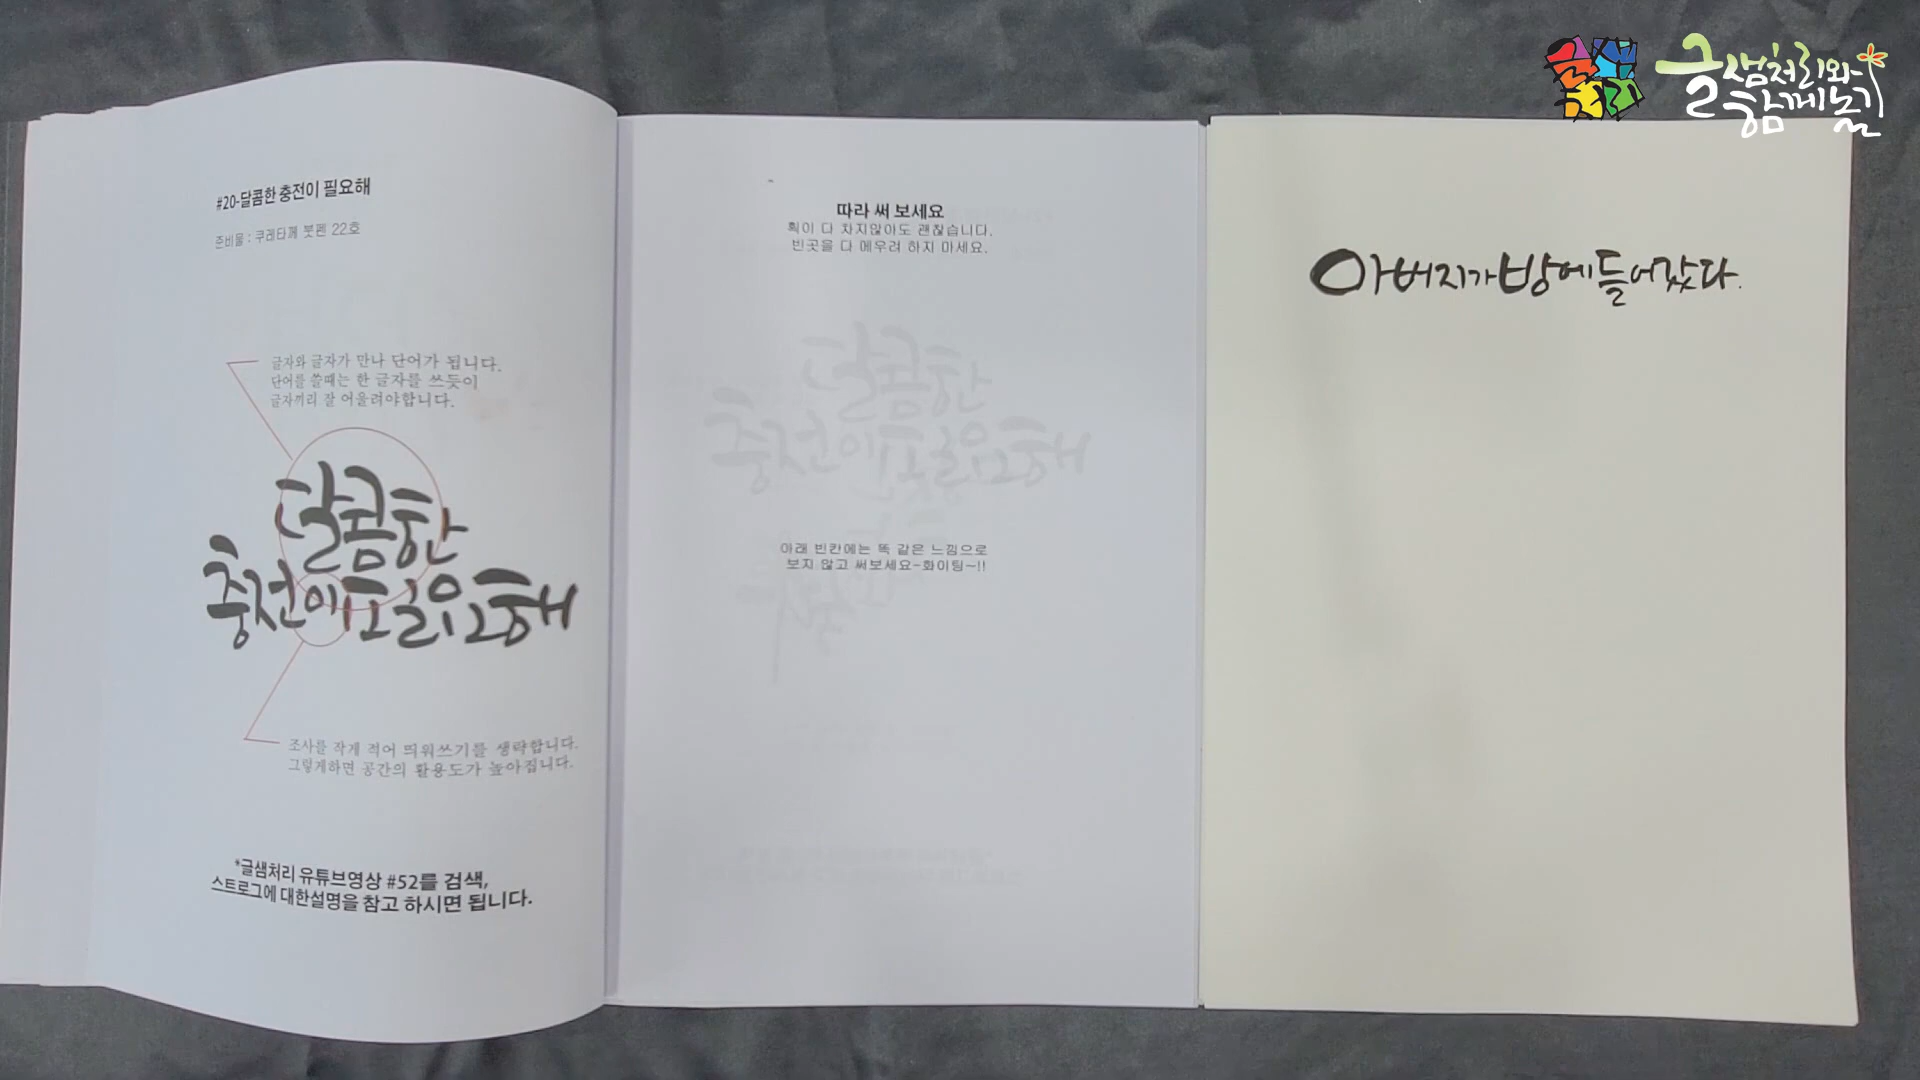 #20-달콤한 충전이 필요해
준비물 : 쿠레타께 붓펜 22호
글자와 글자가 만나 단어가 됩니다.
단어를 쓸때는 한 글자를 쓰듯이
글자끼리 잘 어울려야합니다.
달콤한
충전이 필요해
조사를 작게 적어 띄워쓰기를 생략합니다.
그렇게하면 공간의 활용도가 높아집니다.
*글샘처리 유튜브영상 #52를 검색,
스트로그에 대한설명을 참고 하시면 됩니다.
따라 써 보세요
획이 다 차지않아도 괜찮습니다.
빈곳을 다 메우려 하지 마세요.
달콤한
충전이 필요해
아래 빈칸에는 똑 같은 느낌으로
보지 않고 써보세요~화이팅~!!
아버지가방에들어갔다.
글샘처리
글샘처리와
함께놀기